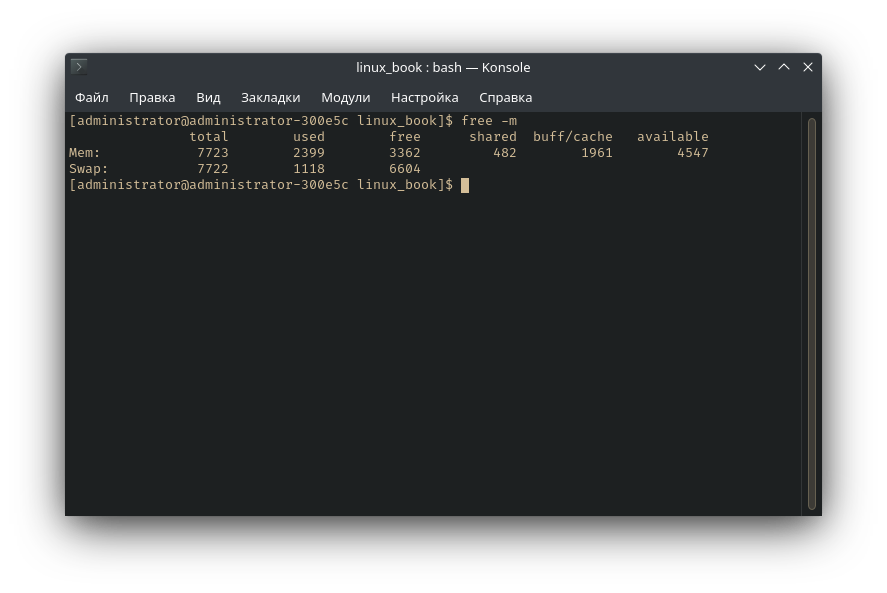 linux_book : bash — Konsole
Файл Правка Вид Закладки Модули Настройка Справка
[administrator@administrator-300e5c linux_book]$ free -m
              total        used        free      shared  buff/cache   available
Mem:            7723        2399        3362         482        1961        4547
Swap:           7722        1118        6604
[administrator@administrator-300e5c linux_book]$